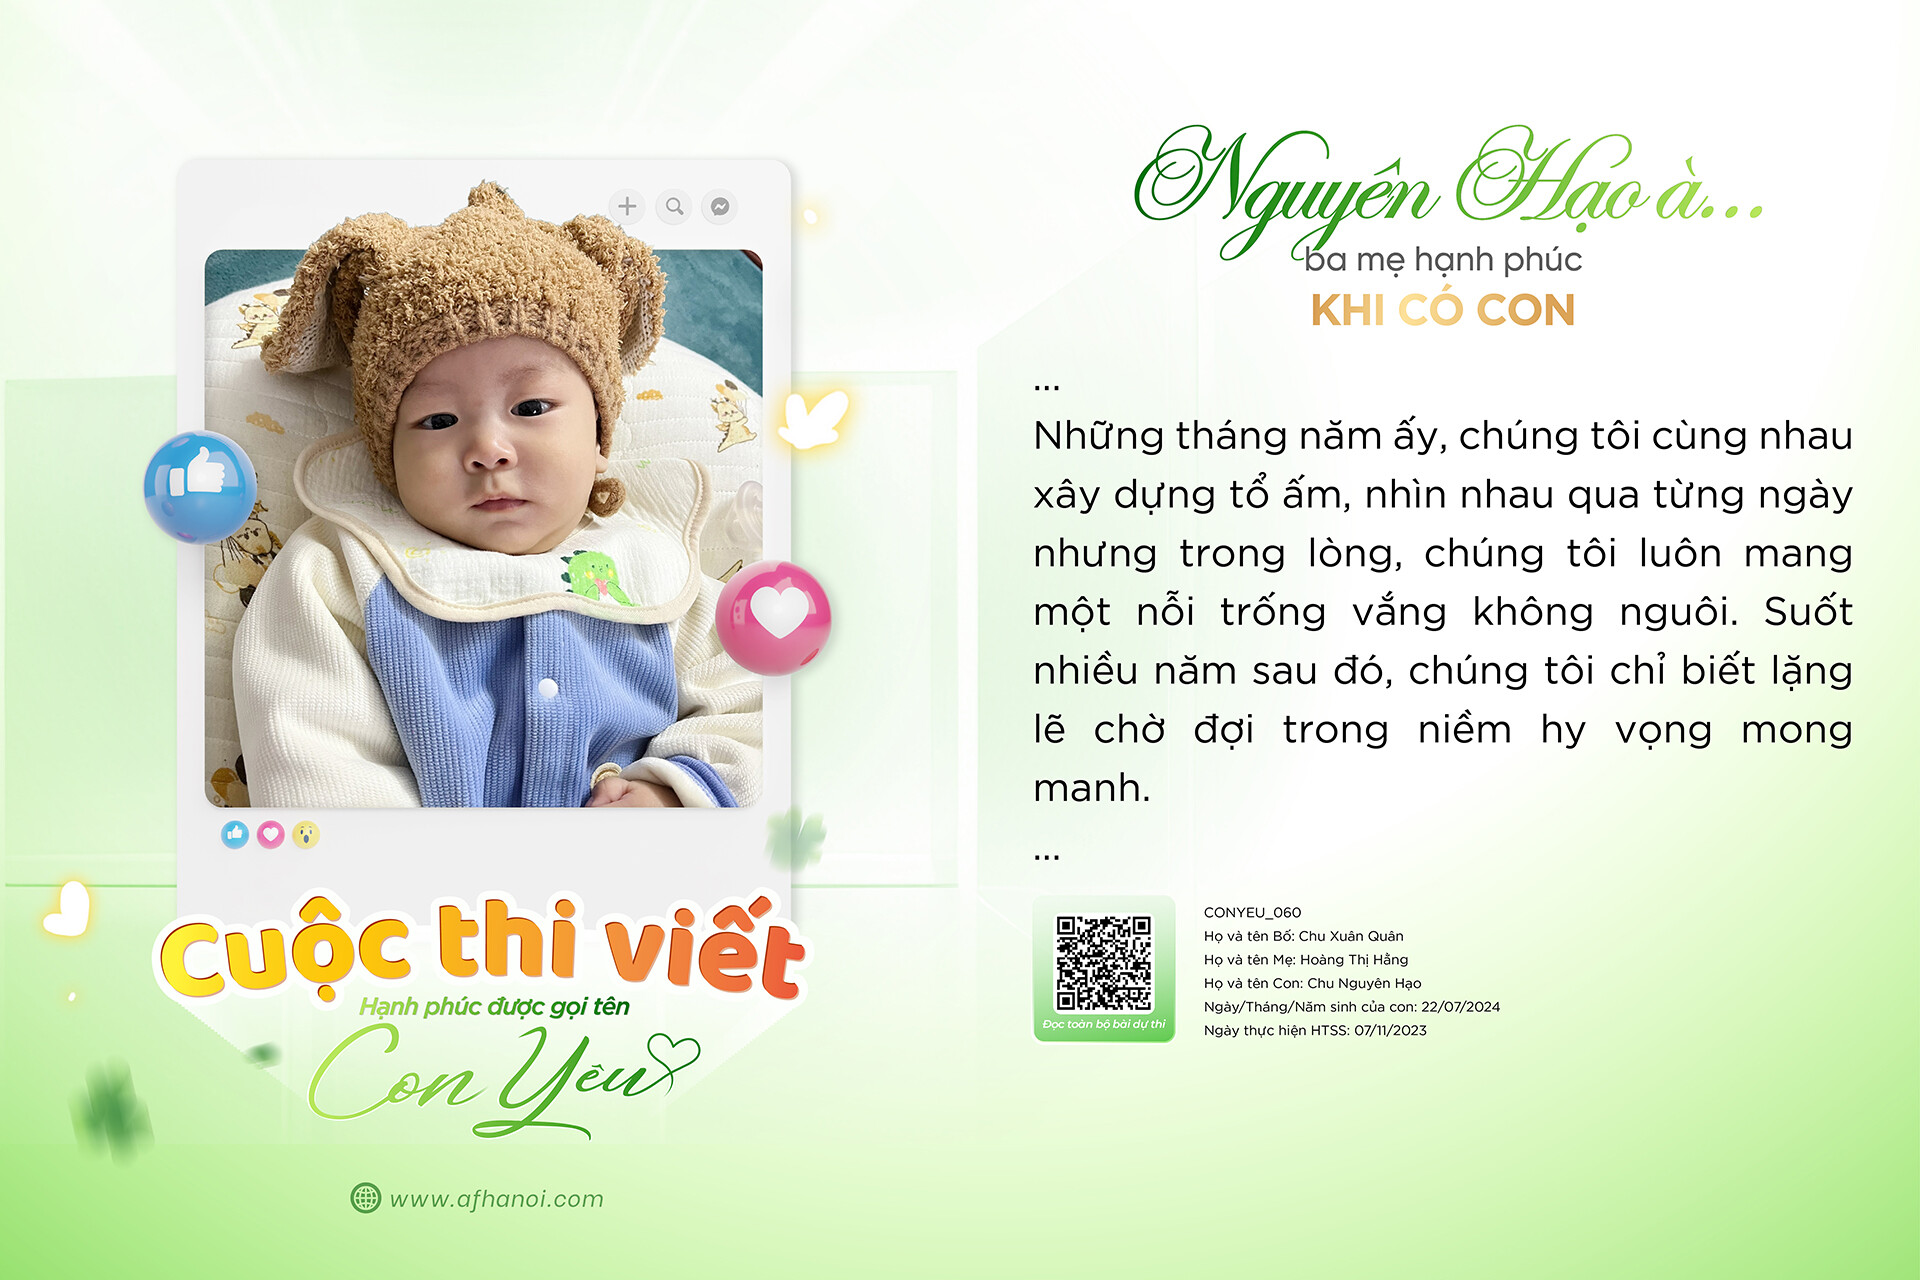 Nguyên Hạo à...
ba mẹ hạnh phúc
KHI CÓ CON
...
Những tháng năm ấy, chúng tôi cùng nhau
xây dựng tổ ấm, nhìn nhau qua từng ngày
nhưng trong lòng, chúng tôi luôn mang
một nỗi trống vắng không nguôi. Suốt
nhiều năm sau đó, chúng tôi chỉ biết lặng
lẽ chờ đợi trong niềm hy vọng mong
manh.
...
CONYEU_060
Họ và tên Bố: Chu Xuân Quân
Họ và tên Mẹ: Hoàng Thị Hằng
Họ và tên Con: Chu Nguyên Hạo
Ngày/Tháng/Năm sinh của con: 22/07/2024
Ngày thực hiện HTSS: 07/11/2023
Đọc toàn bộ bài dự thi
Cuộc thi viết
Hạnh phúc được gọi tên
Con Yêu
www.afhanoi.com